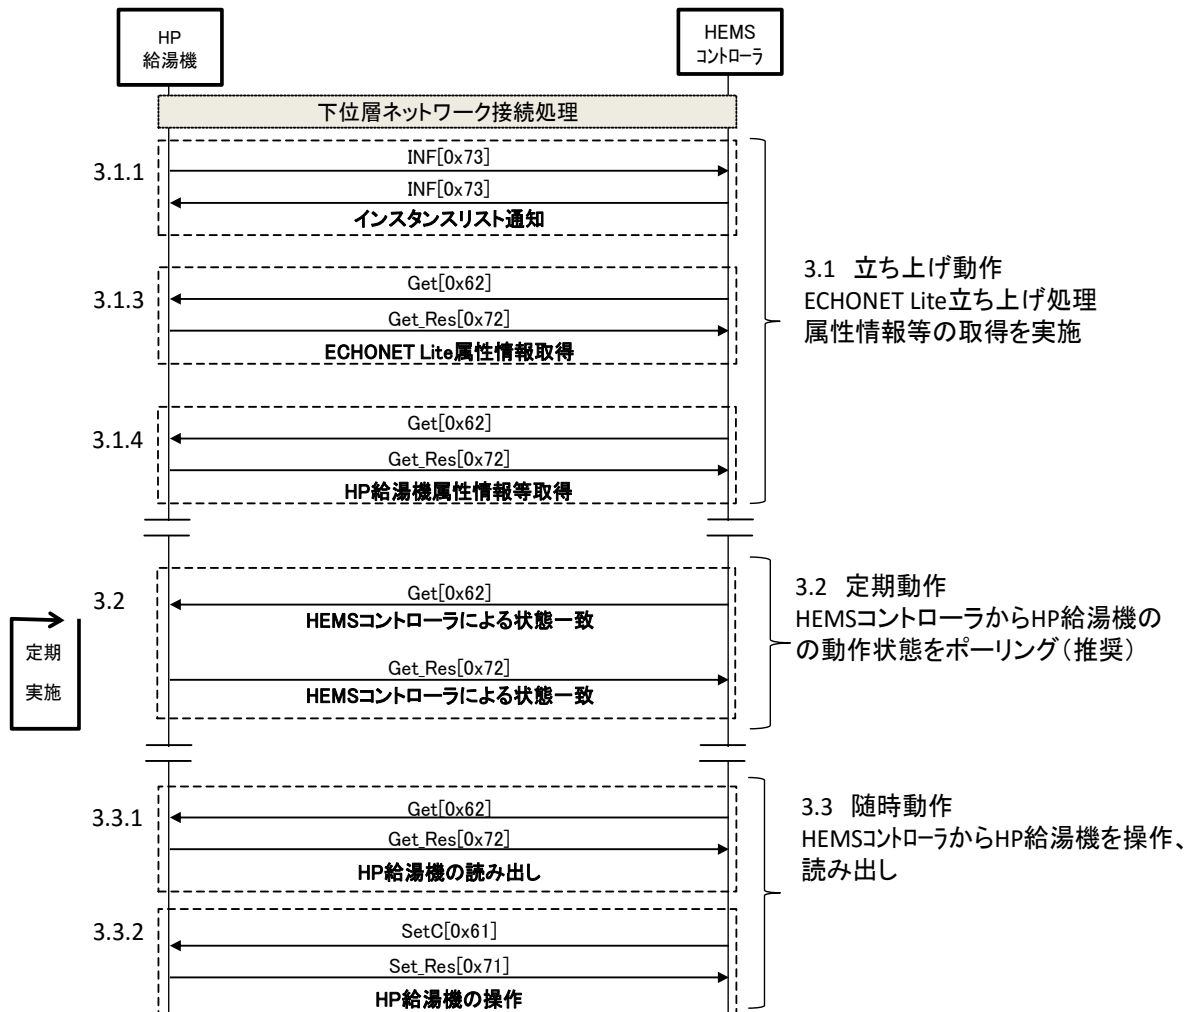 HP
給湯機
HEMS
コントローラ
下位層ネットワーク接続処理
3.1.1
INF[0x73]
INF[0x73]
インスタンスリスト通知
3.1.3
Get[0x62]
Get_Res[0x72]
ECHONET Lite属性情報取得
3.1.4
Get[0x62]
Get_Res[0x72]
HP給湯機属性情報等取得
3.1 立ち上げ動作
ECHONET Lite立ち上げ処理
属性情報等の取得を実施
3.2
定期
実施
Get[0x62]
HEMSコントローラによる状態一致
Get_Res[0x72]
HEMSコントローラによる状態一致
3.2 定期動作
HEMSコントローラからHP給湯機の
の動作状態をポーリング（推奨）
3.3.1
Get[0x62]
Get_Res[0x72]
HP給湯機の読み出し
3.3.2
SetC[0x61]
Set_Res[0x71]
HP給湯機の操作
3.3 随時動作
HEMSコントローラからHP給湯機を操作、
読み出し